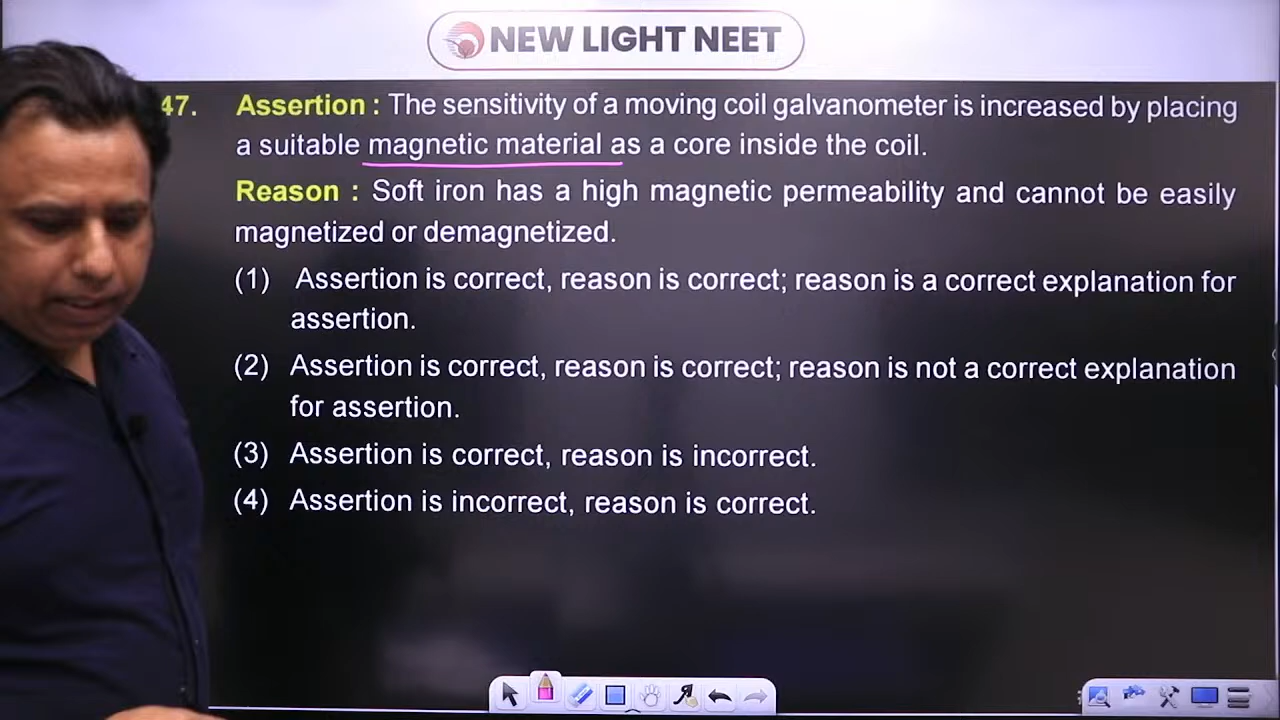 NEW LIGHT NEET
47. Assertion : The sensitivity of a moving coil galvanometer is increased by placing
a suitable magnetic material as a core inside the coil.
Reason : Soft iron has a high magnetic permeability and cannot be easily
magnetized or demagnetized.
(1) Assertion is correct, reason is correct; reason is a correct explanation for
assertion.
(2) Assertion is correct, reason is correct; reason is not a correct explanation
for assertion.
(3) Assertion is correct, reason is incorrect.
(4) Assertion is incorrect, reason is correct.